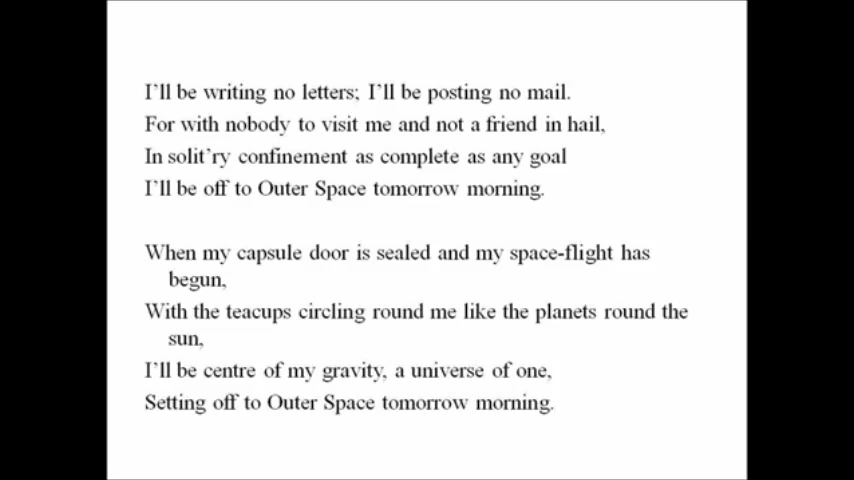 I'll be writing no letters; I'll be posting no mail.
For with nobody to visit me and not a friend in hail,
In solit'ry confinement as complete as any goal
I'll be off to Outer Space tomorrow morning.
When my capsule door is sealed and my space-flight has
begun,
With the teacups circling round me like the planets round the
sun,
I'll be centre of my gravity, a universe of one,
Setting off to Outer Space tomorrow morning.